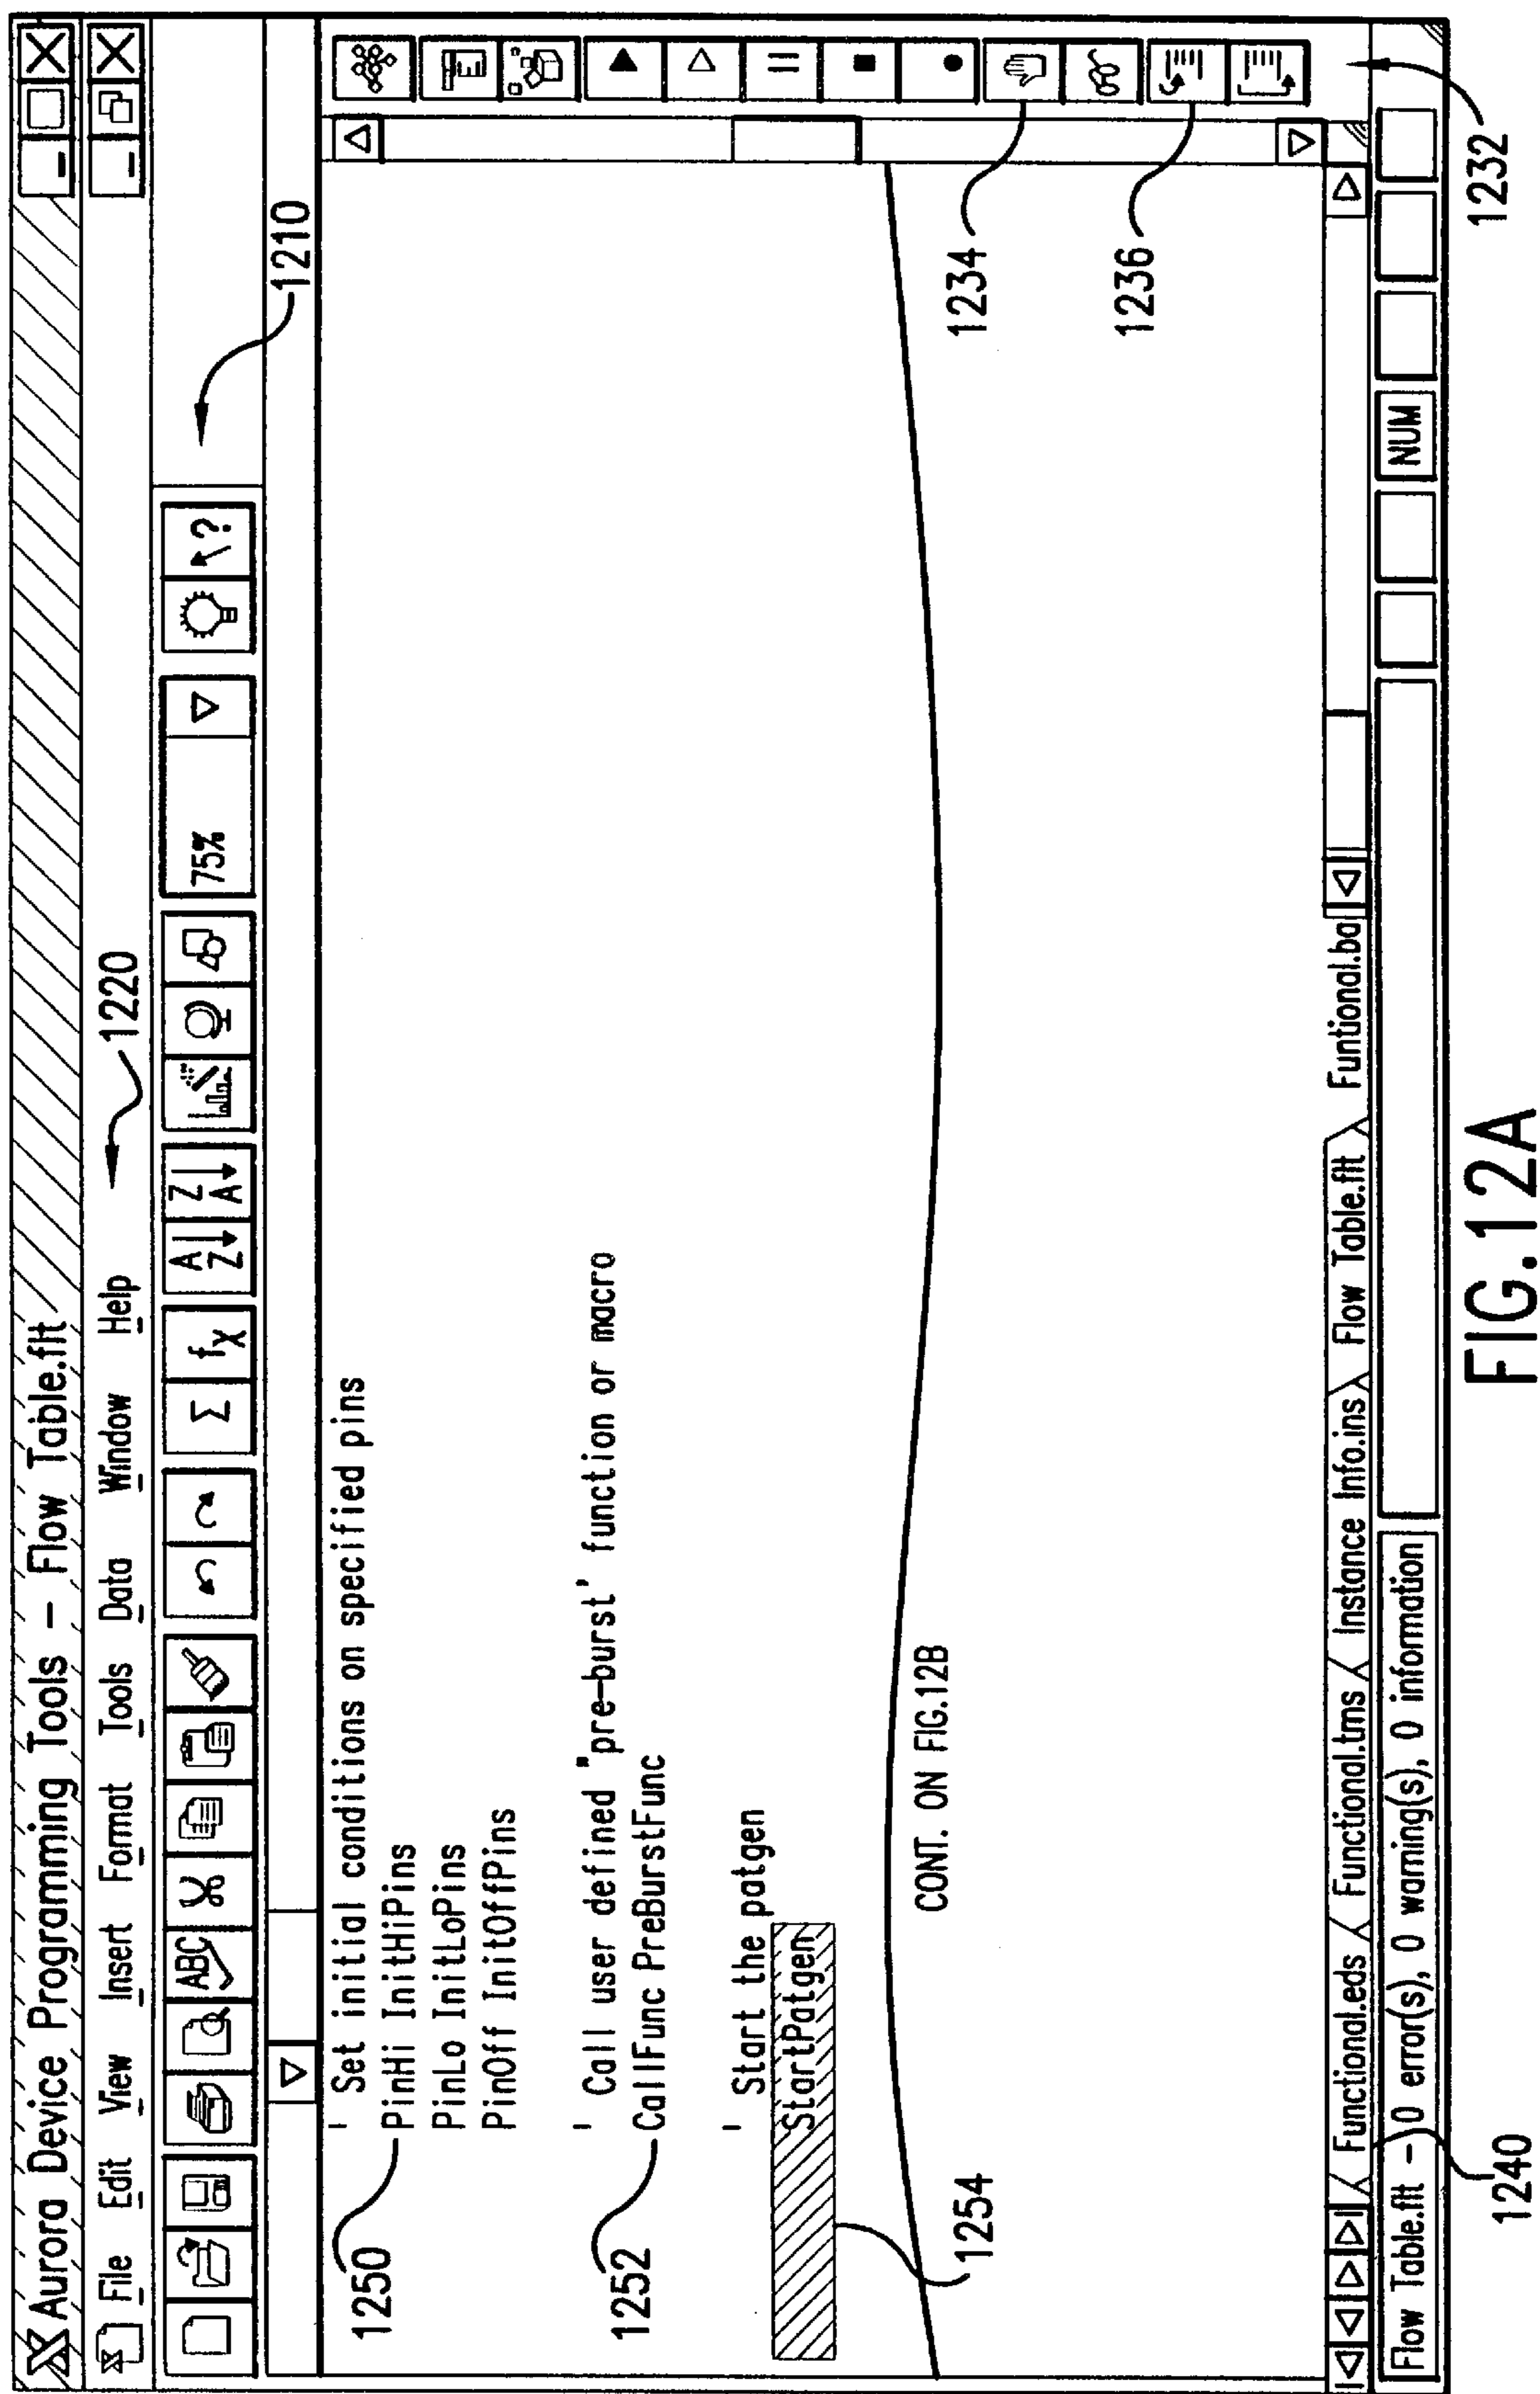 Aurora Device Programming Tools – Flow Table.flt
File Edit View Insert Format Tools Data Window Help
1220
ABC
Σ fχ
A Z Z A
75%
?
1210
' Set initial conditions on specified pins
1250 PinHi InitHiPins
PinLo InitLoPins
PinOff InitOffPins
' Call user defined "pre-burst' function or macro
1252 CallFunc PreBurstFunc
' Start the patgen
StartPatgen
1254
CONT. ON FIG.12B
1234
1236
Functional.eds Functional.tms Instance Info.ins Flow Table.flt Funtional.ba
Flow Table.flt - 0 error(s), 0 warning(s), 0 information
NUM
1240
1232
FIG.12A